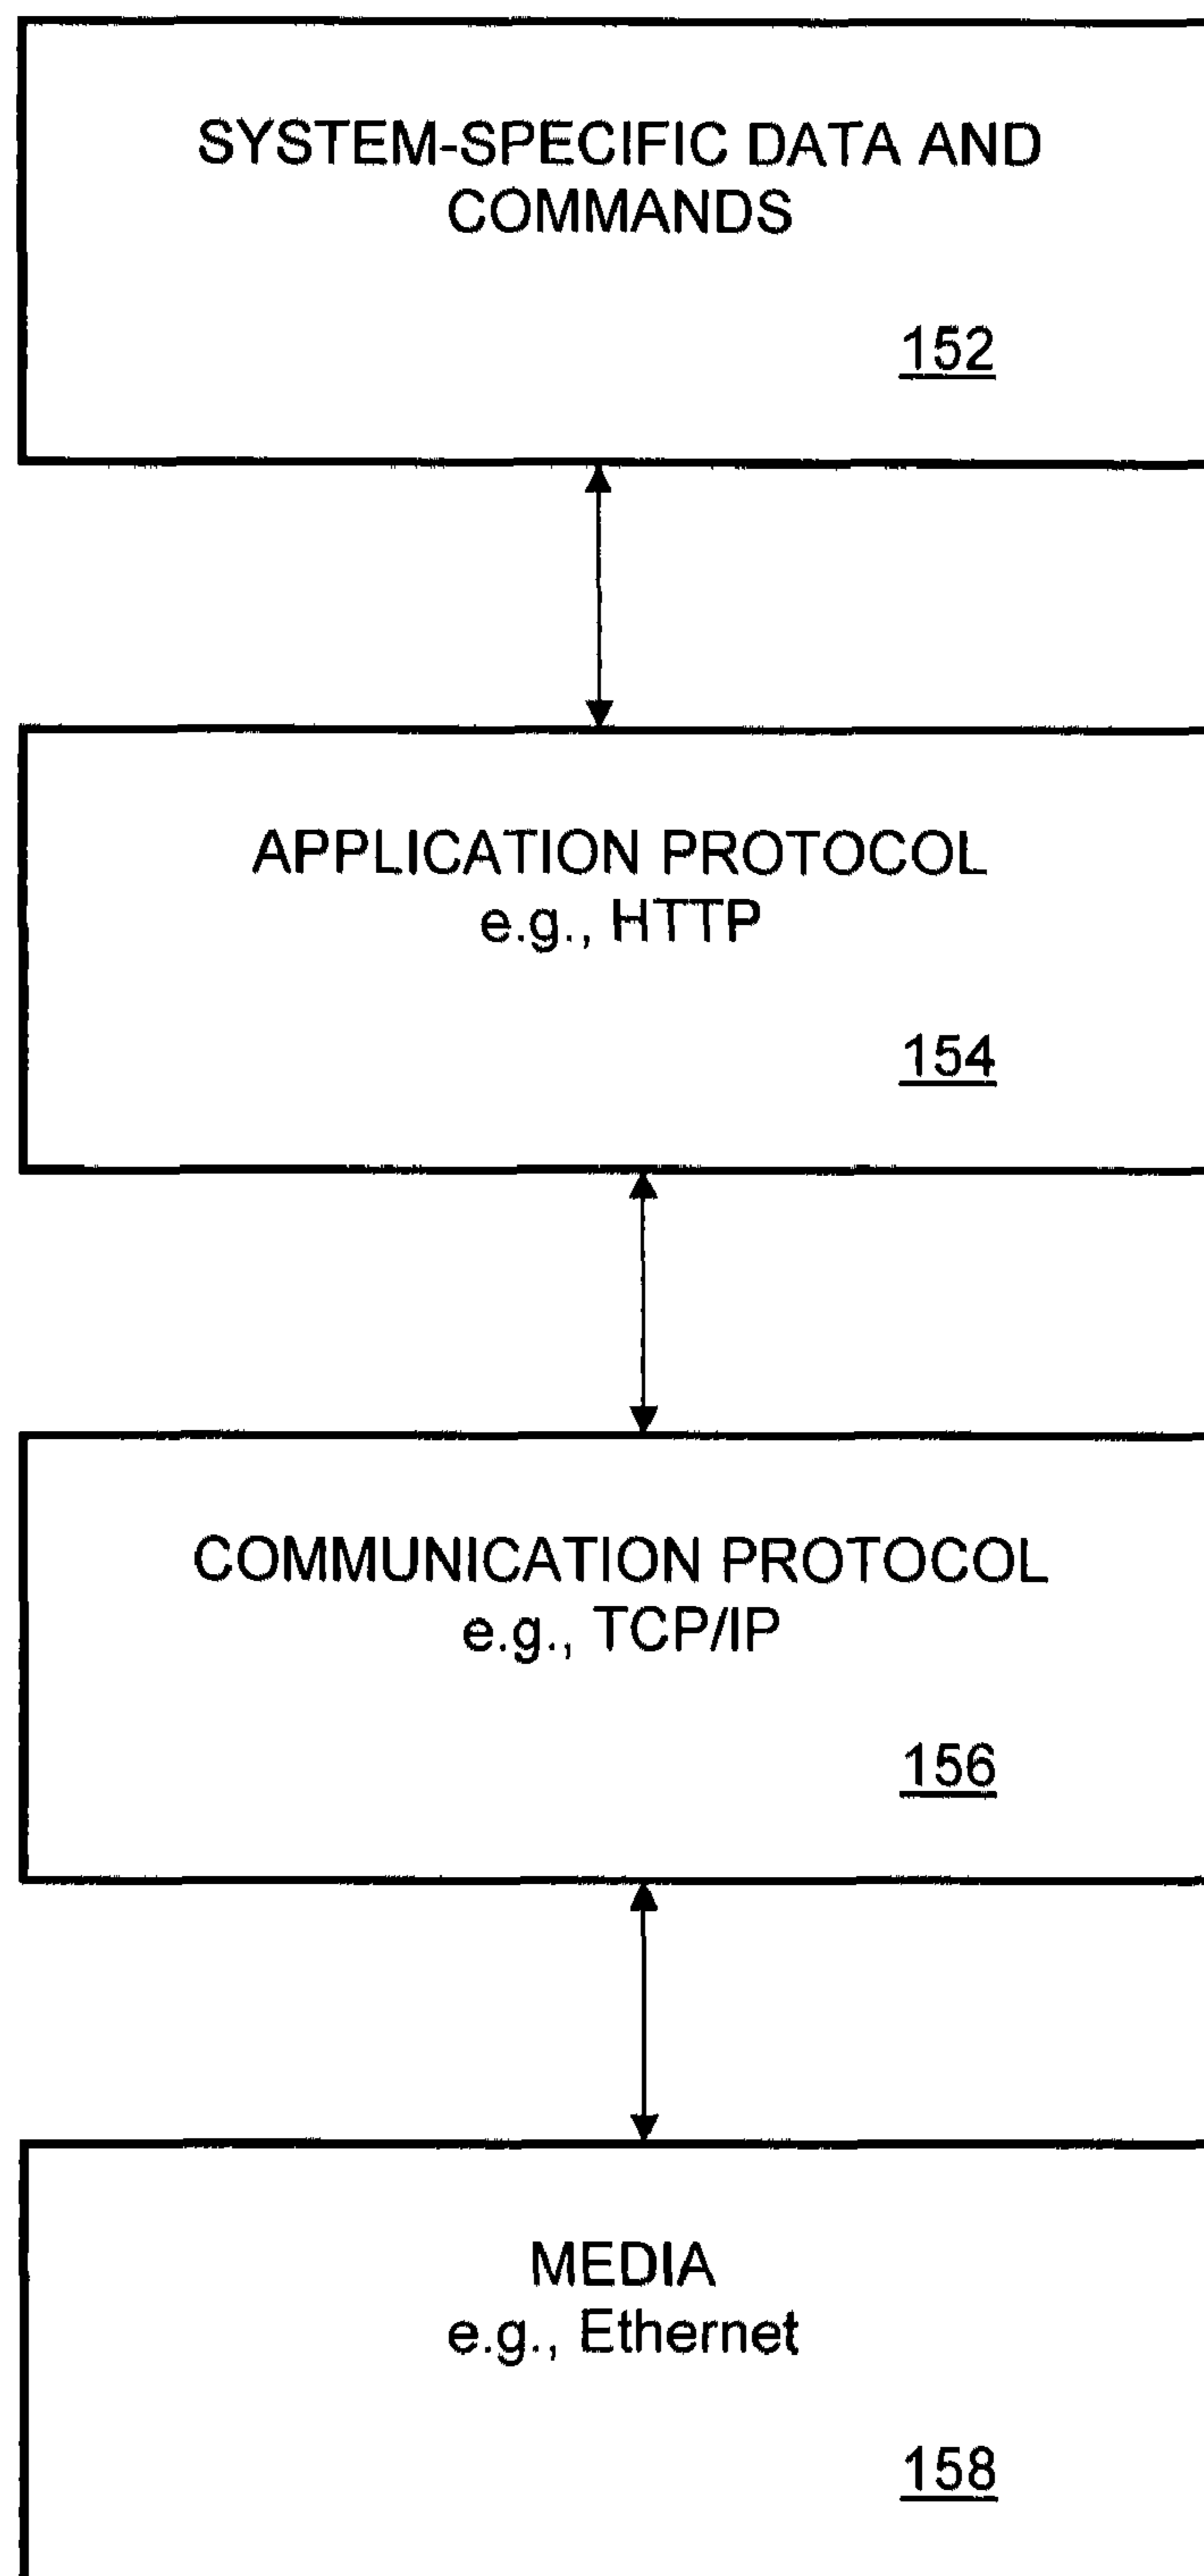 SYSTEM-SPECIFIC DATA AND
COMMANDS
152
APPLICATION PROTOCOL
e.g., HTTP
154
COMMUNICATION PROTOCOL
e.g., TCP/IP
156
MEDIA
e.g., Ethernet
158